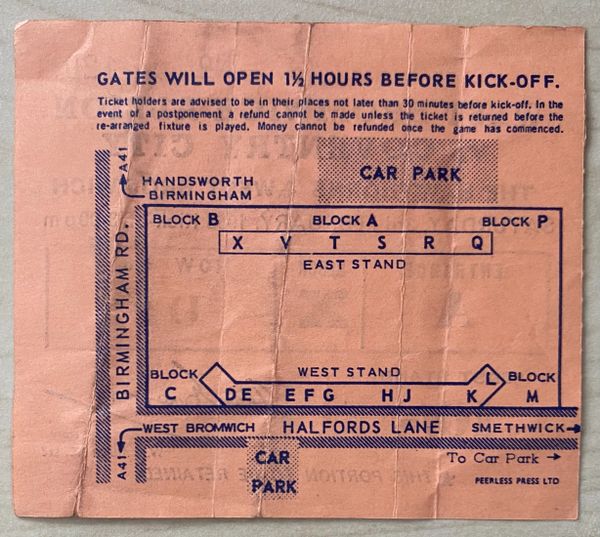 GATES WILL OPEN 1½ HOURS BEFORE KICK-OFF.
Ticket holders are advised to be in their places not later than 30 minutes before kick-off. In the
event of a postponement a refund cannot be made unless the ticket is returned before the
re-arranged fixture is played. Money cannot be refunded once the game has commenced.
A41
HANDSWORTH
BIRMINGHAM
CAR PARK
BIRMINGHAM RD.
BLOCK B
BLOCK A
BLOCK P
X V T S R Q
EAST STAND
WEST STAND
BLOCK
C
D E E F G H J K
L
BLOCK
M
A41
WEST BROMWICH
HALFORDS LANE
SMETHWICK
CAR
PARK
To Car Park
PEERLESS PRESS LTD